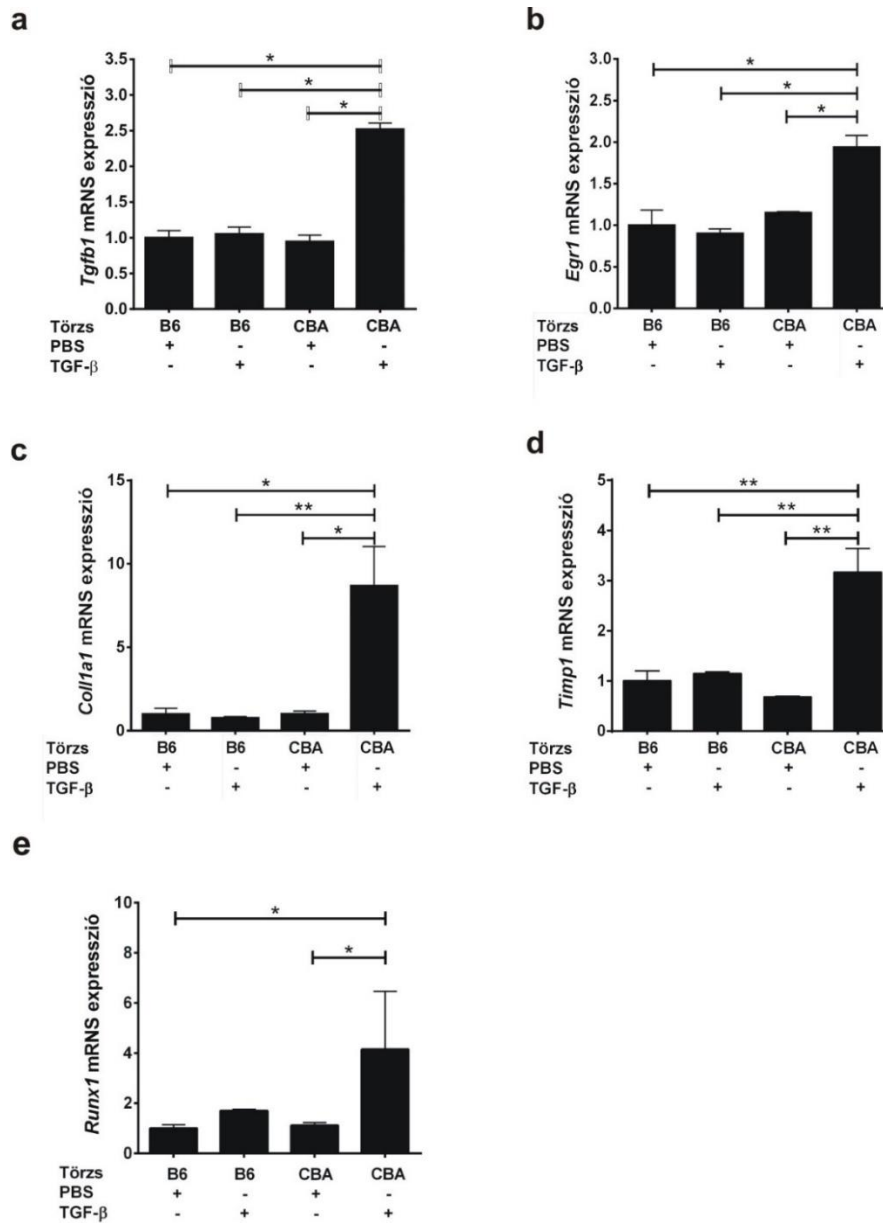 a
Tgfb1 mRNS expresszió
3.5
3.0
2.5
2.0
1.5
1.0
0.5
0.0
*
*
*
Törzs B6 B6 CBA CBA
PBS + - + -
TGF-β - + - +
b
Egr1 mRNS expresszió
3.0
2.5
2.0
1.5
1.0
0.5
0.0
*
*
*
Törzs B6 B6 CBA CBA
PBS + - + -
TGF-β - + - +
c
Coll1a1 mRNS expresszió
15
10
5
0
*
**
*
Törzs B6 B6 CBA CBA
PBS + - + -
TGF-β - + - +
d
Timp1 mRNS expresszió
5
4
3
2
1
0
**
**
**
Törzs B6 B6 CBA CBA
PBS + - + -
TGF-β - + - +
e
Runx1 mRNS expresszió
10
8
6
4
2
0
*
*
Törzs B6 B6 CBA CBA
PBS + - + -
TGF-β - + - +